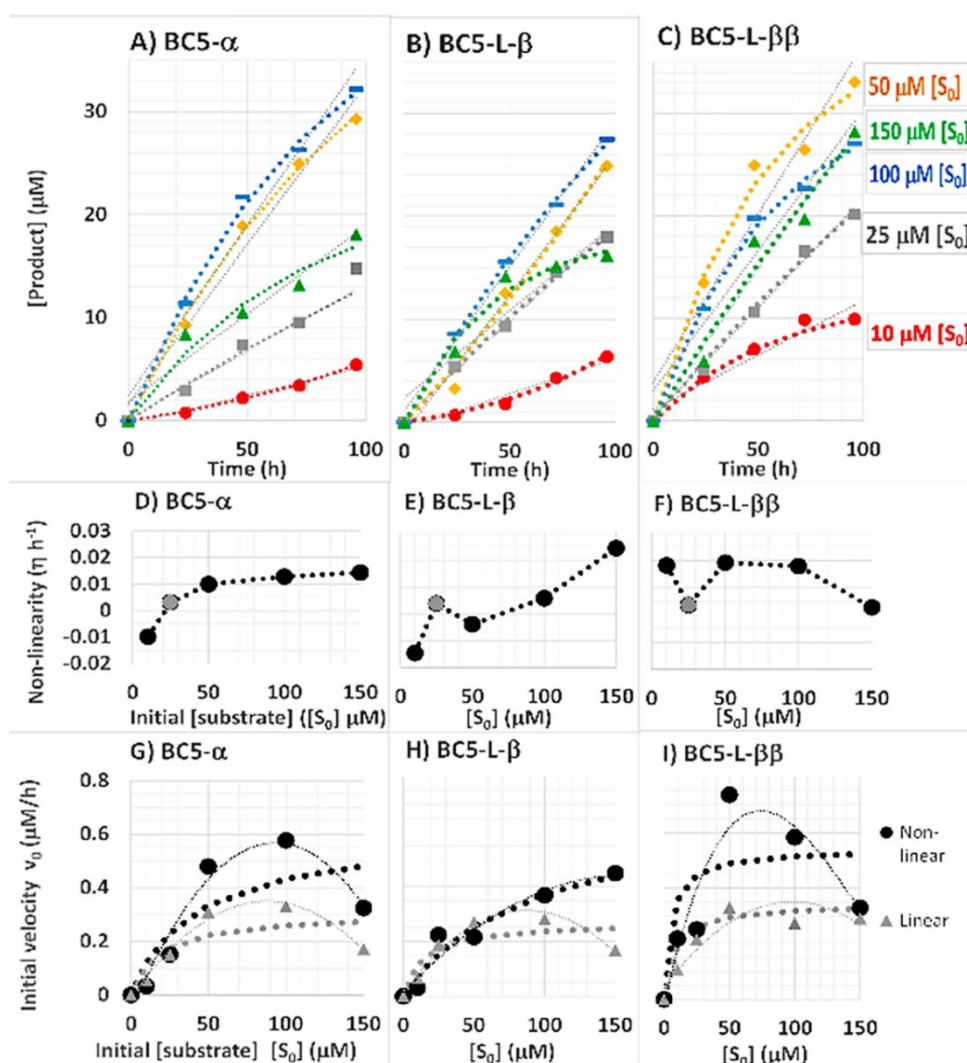 A) BC5-α
B) BC5-L-β
C) BC5-L-ββ
[Product] (µM)
30
20
10
0
50 µM [S₀]
150 µM [S₀]
100 µM [S₀]
25 µM [S₀]
10 µM [S₀]
0 50 100
0 50 100
0 50 100
Time (h)
Time (h)
Time (h)
D) BC5-α
E) BC5-L-β
F) BC5-L-ββ
Non-linearity (η h⁻¹)
0.03
0.02
0.01
0
-0.01
-0.02
0 50 100 150
0 50 100 150
0 50 100 150
Initial [substrate] ([S₀] µM)
[S₀] (µM)
[S₀] (µM)
G) BC5-α
H) BC5-L-β
I) BC5-L-ββ
Initial velocity v₀ (µM/h)
0.8
0.6
0.4
0.2
0
Non-
linear
Linear
0 50 100 150
0 50 100 150
0 50 100 150
Initial [substrate] [S₀] (µM)
[S₀] (µM)
[S₀] (µM)